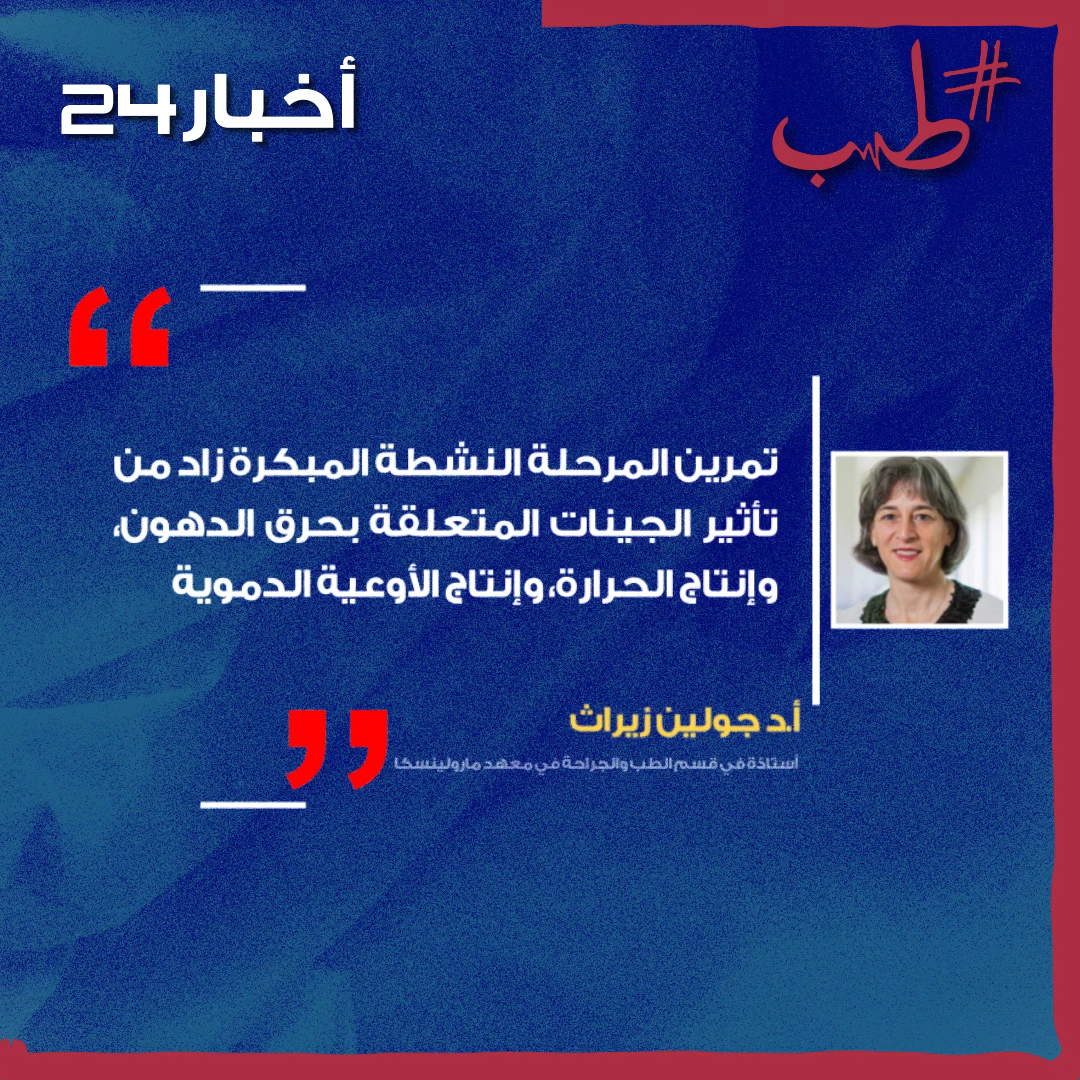 #طب
أخبار24
تمرين المرحلة النشطة المبكرة زاد من
تأثير الجينات المتعلقة بحرق الدهون،
وإنتاج الحرارة، وإنتاج الأوعية الدموية
أ.د جولين زيراث
أستاذة في قسم الطب والجراحة في معهد مارولينسكا